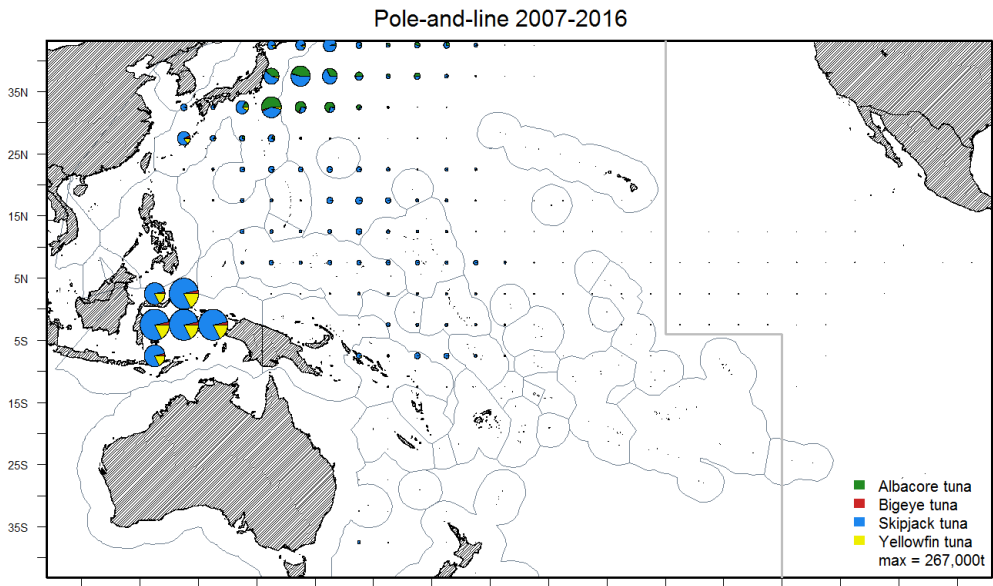 Pole-and-line 2007-2016
35N
25N
15N
5N
5S
15S
25S
35S
Albacore tuna
Bigeye tuna
Skipjack tuna
Yellowfin tuna
max = 267,000t